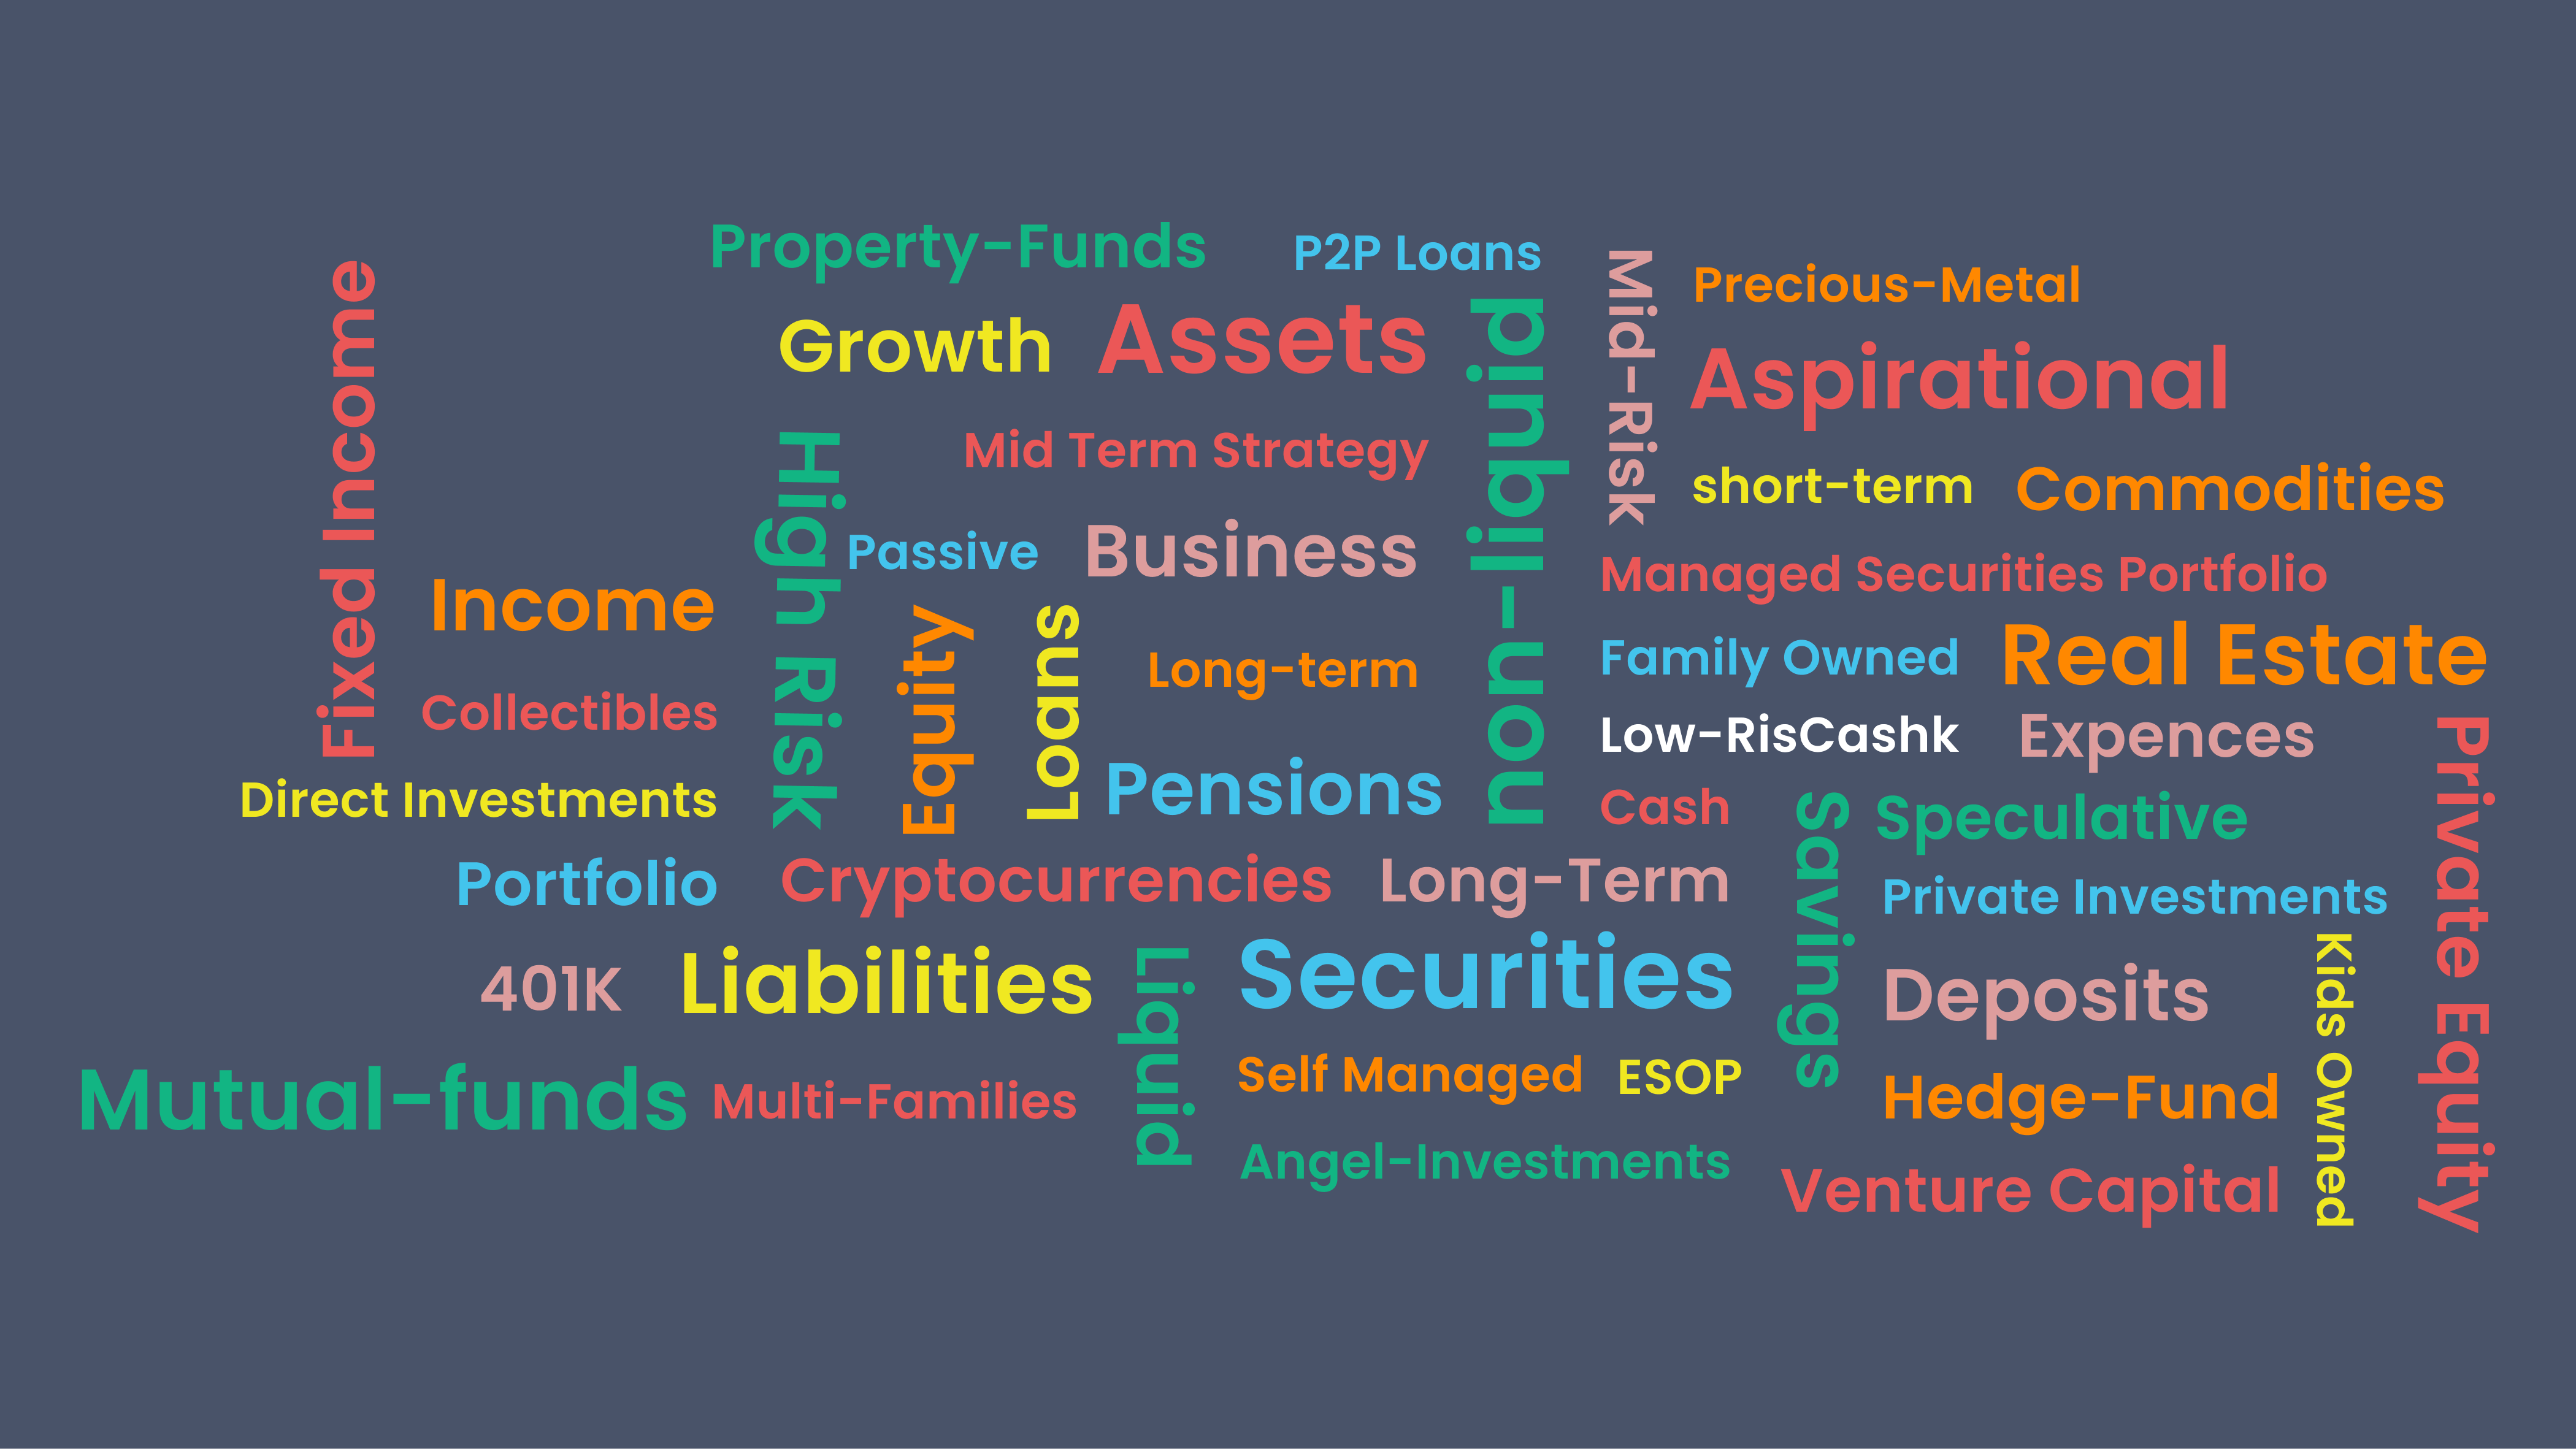 Property-Funds
P2P Loans
Mid-Risk
Precious-Metal
Fixed Income
Growth
Assets
non-liquid
Aspirational
High Risk
Mid Term Strategy
short-term
Commodities
Passive
Business
Managed Securities Portfolio
Income
Equity
Loans
Long-term
Family Owned
Real Estate
Collectibles
Low-RisCashk
Expences
Private Equity
Direct Investments
Pensions
Cash
Savings
Speculative
Portfolio
Cryptocurrencies
Long-Term
Private Investments
401K
Liabilities
Liquid
Securities
Deposits
Kids Owned
Mutual-funds
Multi-Families
Self Managed
ESOP
Hedge-Fund
Angel-Investments
Venture Capital